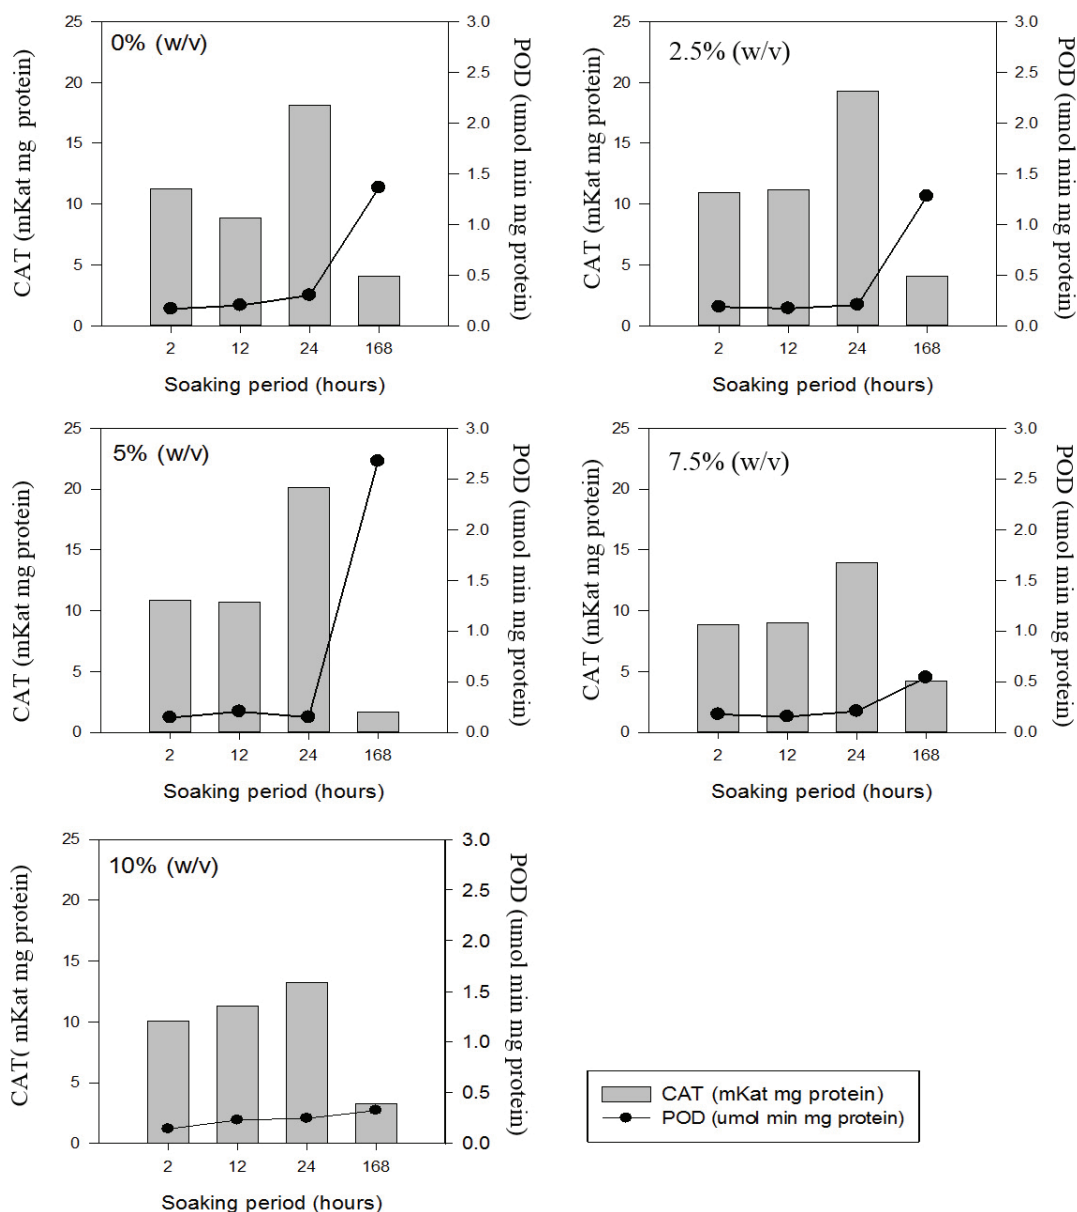 0% (w/v)
CAT (mKat mg protein)
25
20
15
10
5
0
3.0
2.5
2.0
1.5
1.0
0.5
0.0
POD (umol min mg protein)
2 12 24 168
Soaking period (hours)
2.5% (w/v)
CAT (mKat mg protein)
25
20
15
10
5
0
3.0
2.5
2.0
1.5
1.0
0.5
0.0
POD (umol min mg protein)
2 12 24 168
Soaking period (hours)
5% (w/v)
CAT (mKat mg protein)
25
20
15
10
5
0
3.0
2.5
2.0
1.5
1.0
0.5
0.0
POD (umol min mg protein)
2 12 24 168
Soaking period (hours)
7.5% (w/v)
CAT (mKat mg protein)
25
20
15
10
5
0
3.0
2.5
2.0
1.5
1.0
0.5
0.0
POD (umol min mg protein)
2 12 24 168
Soaking period (hours)
10% (w/v)
CAT( mKat mg protein)
25
20
15
10
5
0
3.0
2.5
2.0
1.5
1.0
0.5
0.0
POD (umol min mg protein)
2 12 24 168
Soaking period (hours)
CAT (mKat mg protein)
POD (umol min mg protein)